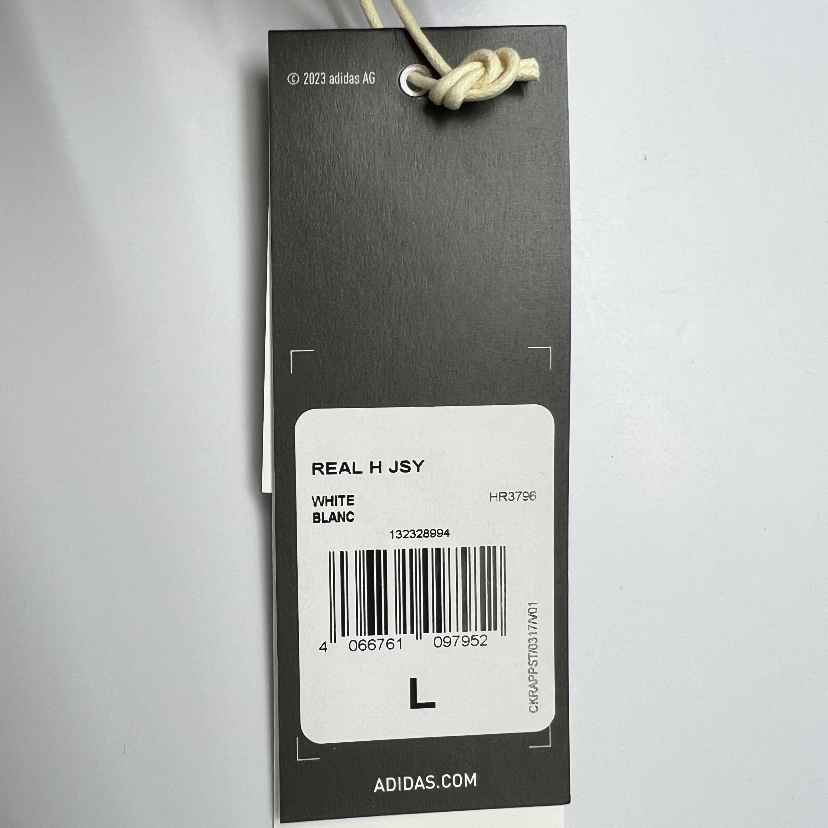 © 2023 adidas AG
REAL H JSY
WHITE HR3796
BLANC
132328994
4 066761 097952
CKRAPPST/0317/V01
L
ADIDAS.COM